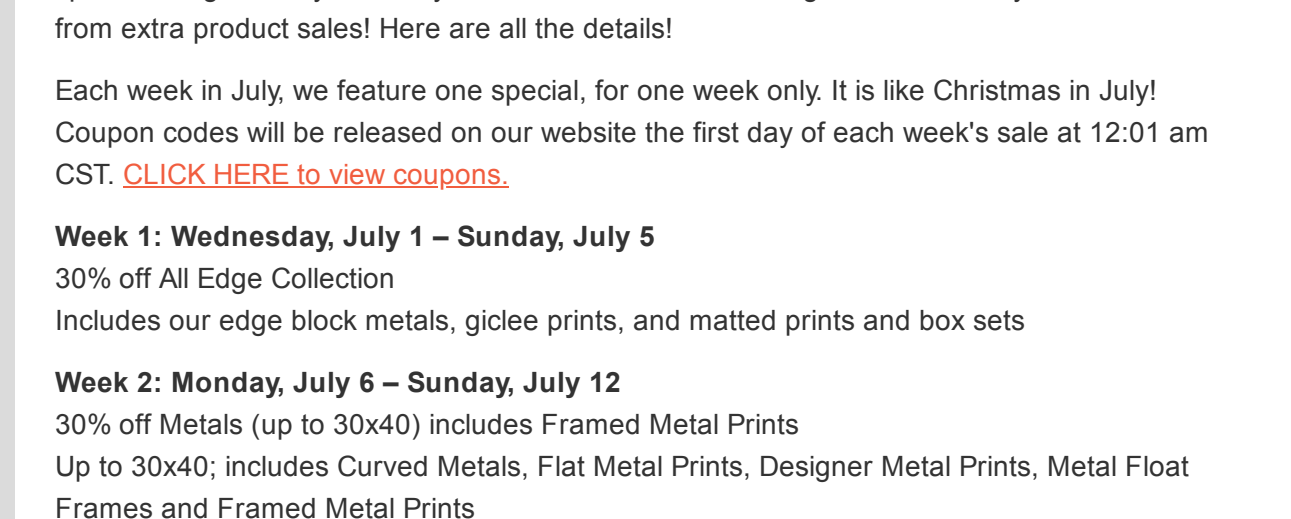 from extra product sales! Here are all the details!
Each week in July, we feature one special, for one week only. It is like Christmas in July!
Coupon codes will be released on our website the first day of each week's sale at 12:01 am
CST. CLICK HERE to view coupons.
Week 1: Wednesday, July 1 – Sunday, July 5
30% off All Edge Collection
Includes our edge block metals, giclee prints, and matted prints and box sets
Week 2: Monday, July 6 – Sunday, July 12
30% off Metals (up to 30x40) includes Framed Metal Prints
Up to 30x40; includes Curved Metals, Flat Metal Prints, Designer Metal Prints, Metal Float
Frames and Framed Metal Prints